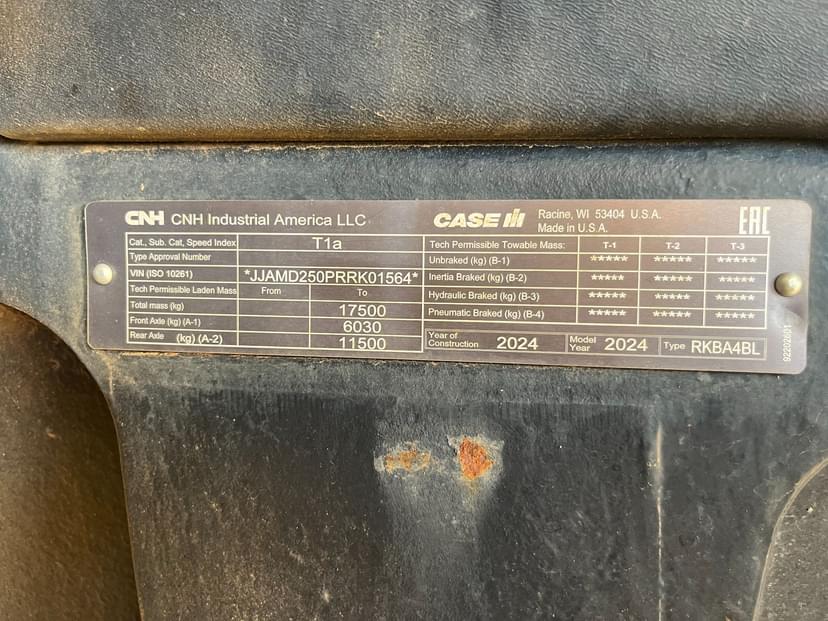 CNH CNH Industrial America LLC CASE IH Racine, WI 53404 U.S.A. EAC
Made in U.S.A.
Cat., Sub. Cat, Speed Index T1a
Type Approval Number
VIN (ISO 10261) *JJAMD250PRRK01564*
Tech Permissible Laden Mass From To
Total mass (kg) 17500
Front Axle (kg) (A-1) 6030
Rear Axle (kg) (A-2) 11500
Tech Permissible Towable Mass: T-1 T-2 T-3
Unbraked (kg) (B-1) ***** ***** *****
Inertia Braked (kg) (B-2) ***** ***** *****
Hydraulic Braked (kg) (B-3) ***** ***** *****
Pneumatic Braked (kg) (B-4) ***** ***** *****
Year of Construction 2024 Model Year 2024 Type RKBA4BL